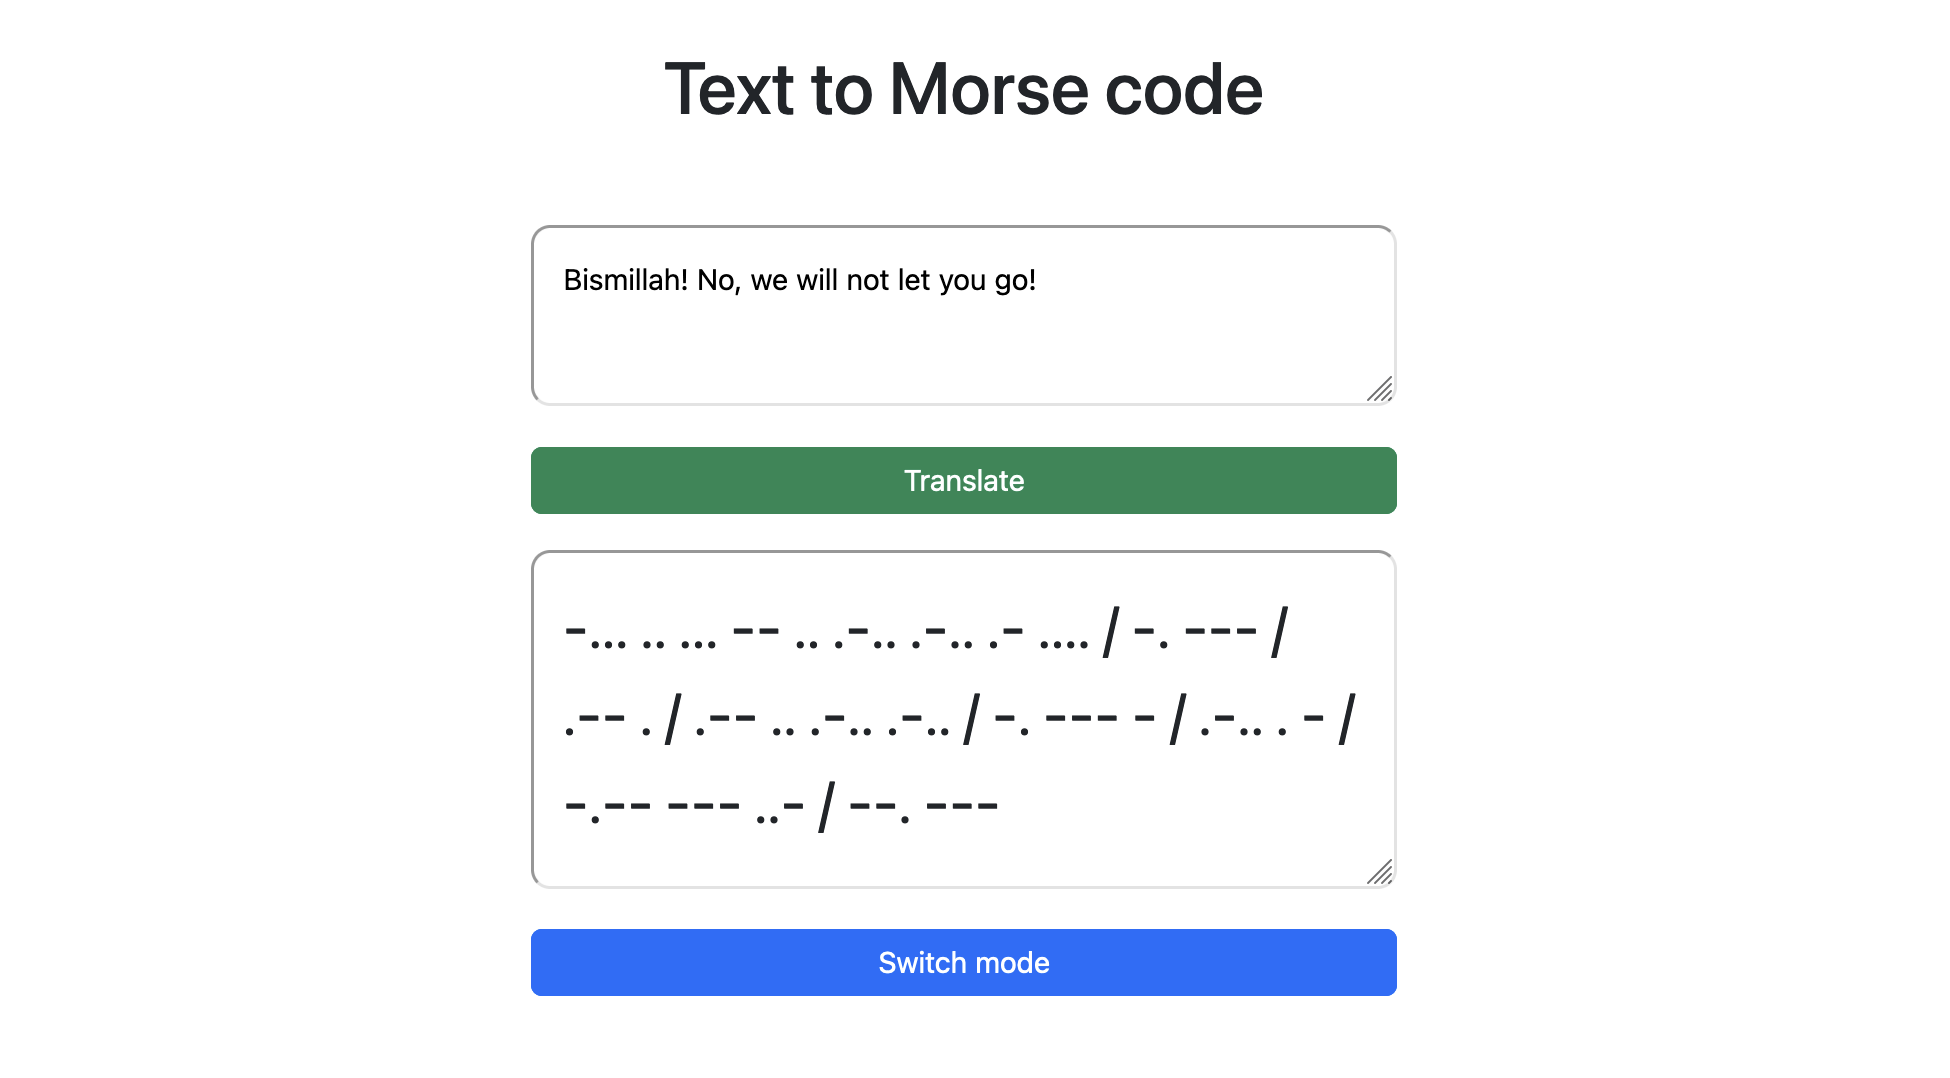 Text to Morse code
Bismillah! No, we will not let you go!
Translate
-... .. ... -- .. .-.. .-.. .- .... / -. --- /
.-- . / .-- .. .-.. .-.. / -. --- - / .-.. . - /
-.-- --- ..- / --. ---
Switch mode